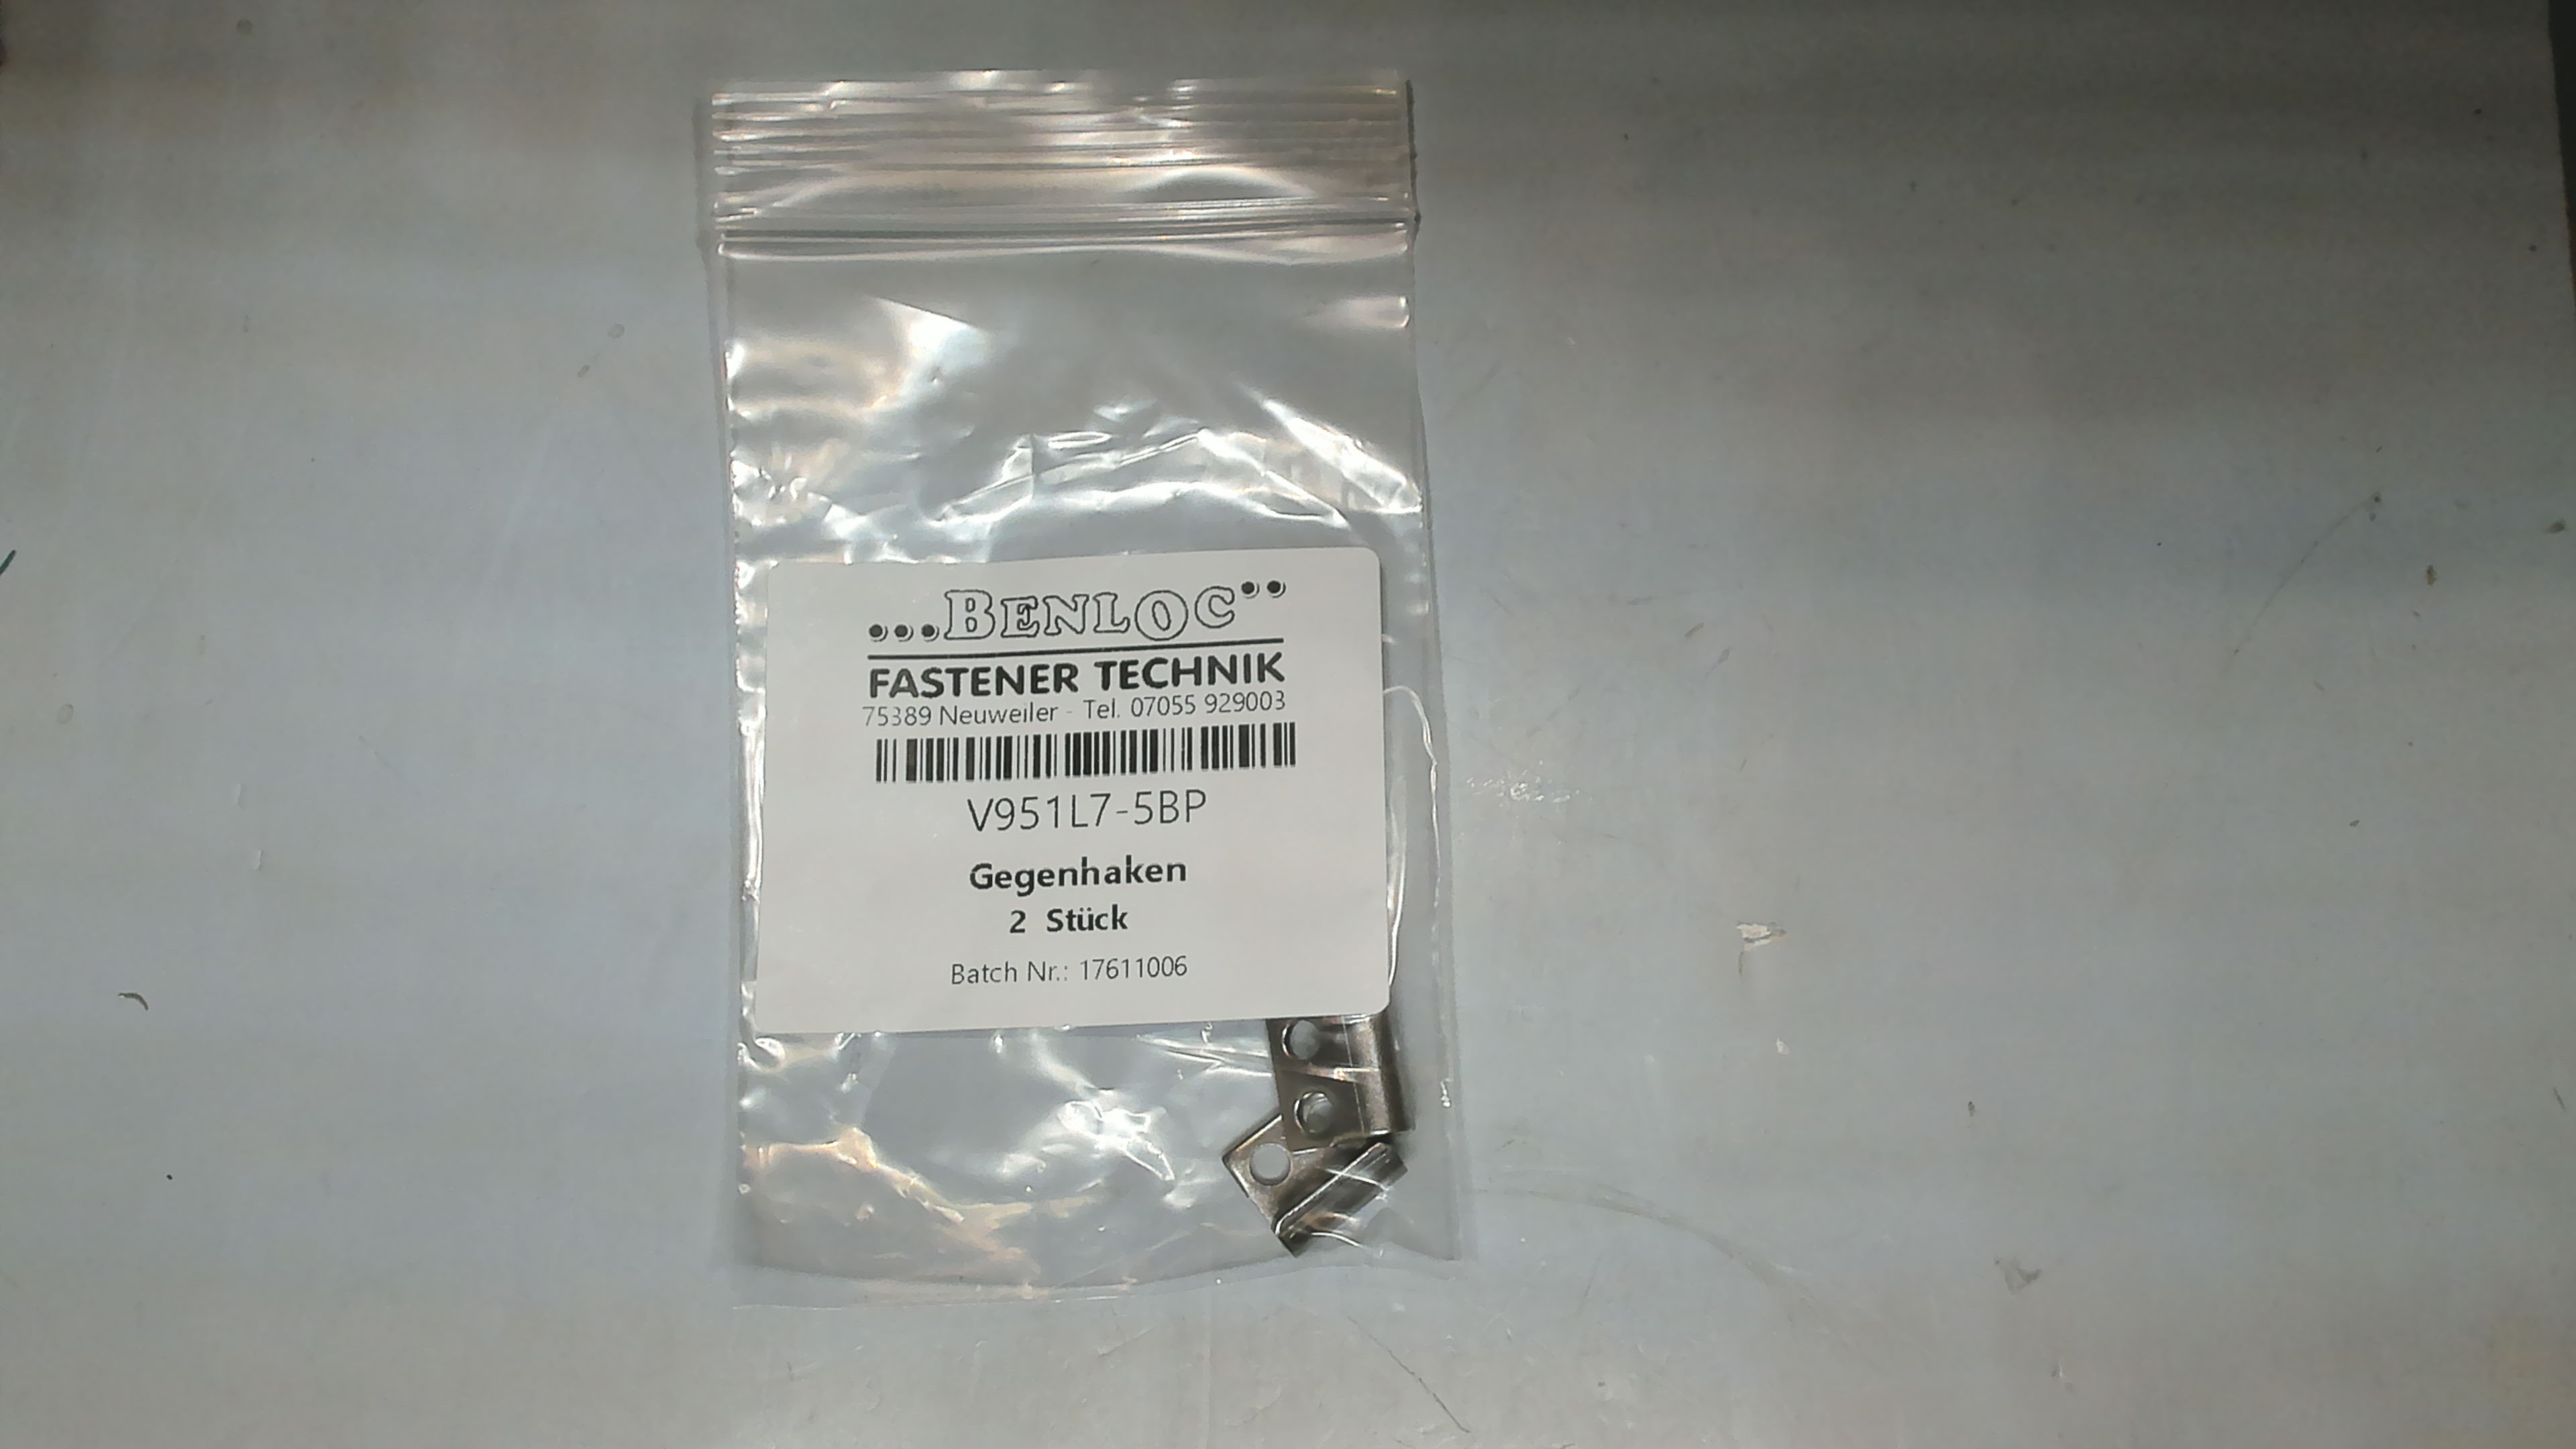 BENLOC
FASTENER TECHNIK
75389 Neuweiler - Tel. 07055 929003
V951L7-5BP
Gegenhaken
2 Stück
Batch Nr.: 17611006